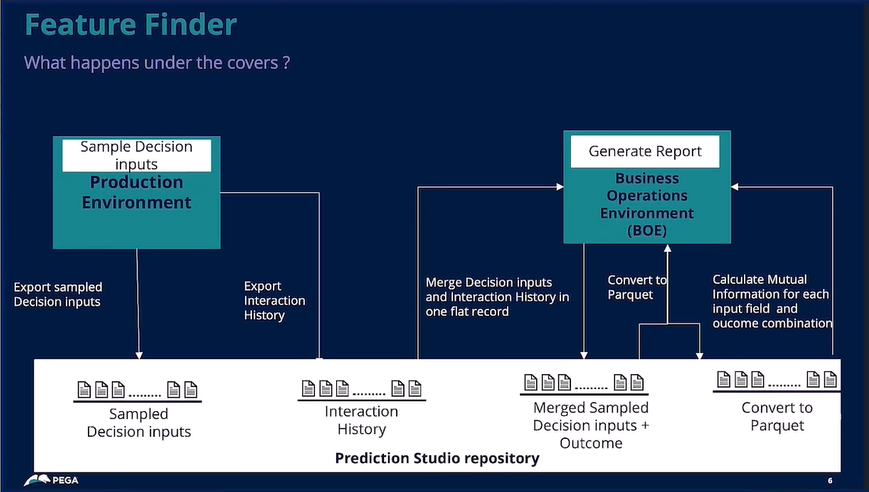 Feature Finder
What happens under the covers ?
Sample Decision
inputs
Production
Environment
Generate Report
Business
Operations
Environment
(BOE)
Export sampled
Decision inputs
Export
Interaction
History
Merge Decision inputs
and Interaction History in
one flat record
Convert to
Parquet
Calculate Mutual
Information for each
input field and
oucome combination
.........
Sampled
Decision inputs
.........
Interaction
History
.........
Merged Sampled
Decision inputs +
Outcome
.........
Convert to
Parquet
Prediction Studio repository
PEGA
6